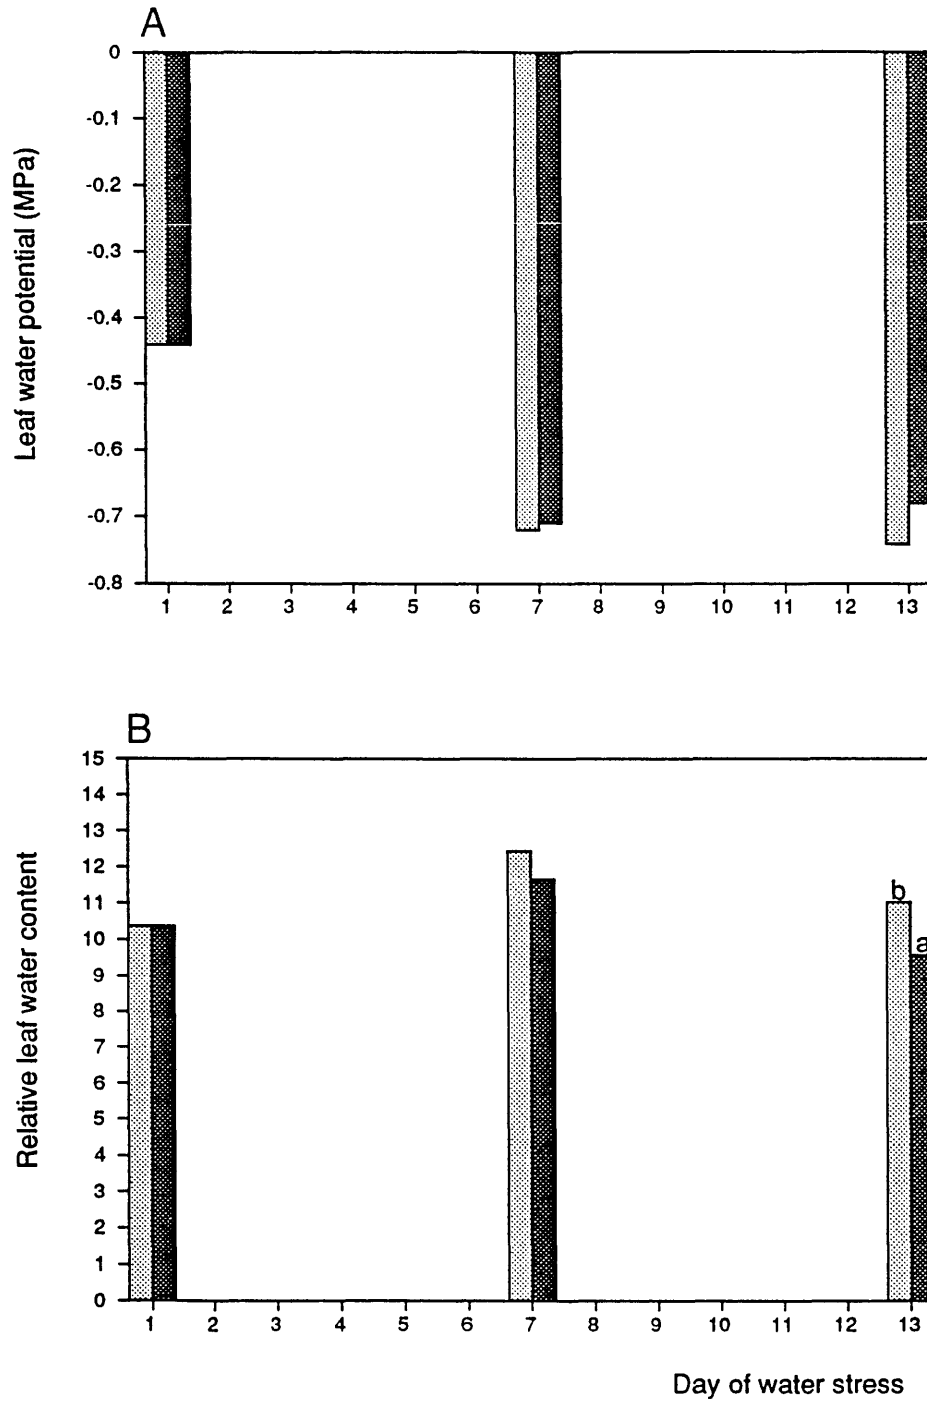 A
Leaf water potential (MPa)
0
-0.1
-0.2
-0.3
-0.4
-0.5
-0.6
-0.7
-0.8
1 2 3 4 5 6 7 8 9 10 11 12 13
B
Relative leaf water content
15
14
13
12
11
10
9
8
7
6
5
4
3
2
1
0
b
a
1 2 3 4 5 6 7 8 9 10 11 12 13
Day of water stress